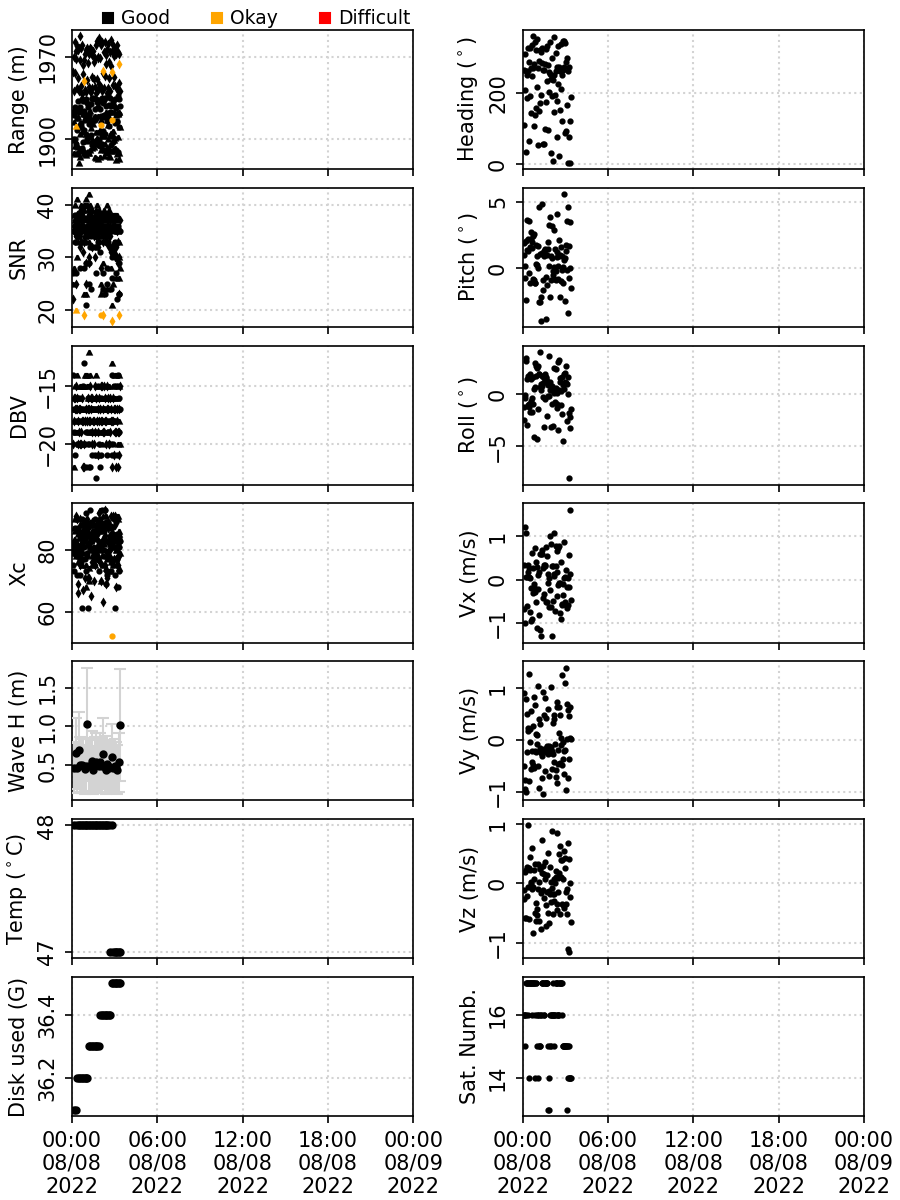 Good Okay Difficult
Range (m)
1970
1900
Heading (°)
200
0
SNR
40
30
20
Pitch (°)
5
0
DBV
−15
−20
Roll (°)
0
−5
Xc
80
60
Vx (m/s)
1
0
−1
Wave H (m)
1.5
1.0
0.5
Vy (m/s)
1
0
−1
Temp (°C)
48
47
Vz (m/s)
1
0
−1
Disk used (G)
36.4
36.2
Sat. Numb.
16
14
00:00 06:00 12:00 18:00 00:00
08/08 08/08 08/08 08/08 08/09
2022 2022 2022 2022 2022
00:00 06:00 12:00 18:00 00:00
08/08 08/08 08/08 08/08 08/09
2022 2022 2022 2022 2022